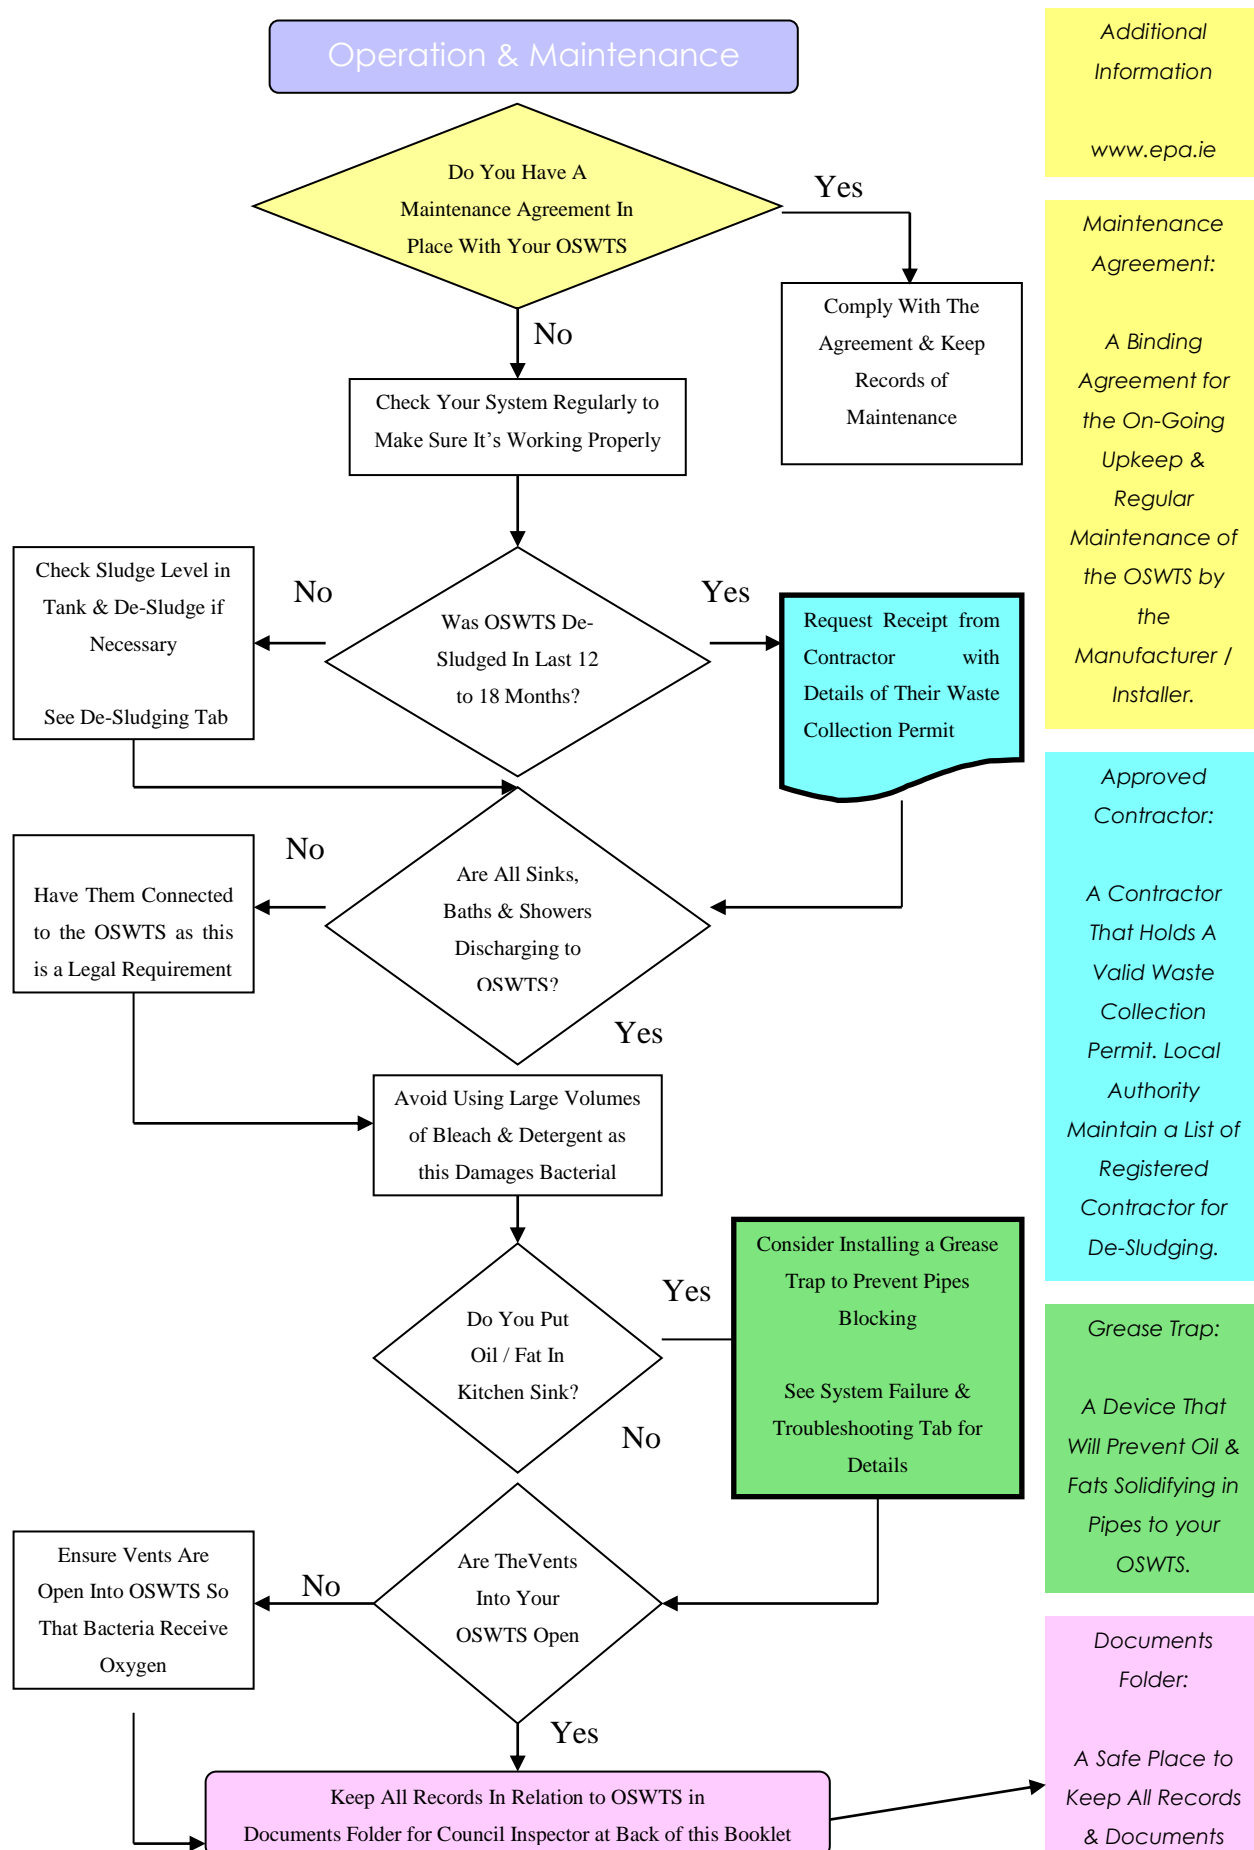 Operation & Maintenance
Do You Have A
Maintenance Agreement In
Place With Your OSWTS
Yes
No
Comply With The
Agreement & Keep
Records of
Maintenance
Check Your System Regularly to
Make Sure It's Working Properly
Check Sludge Level in
Tank & De-Sludge if
Necessary
See De-Sludging Tab
No
Was OSWTS De-
Sludged In Last 12
to 18 Months?
Yes
Request Receipt from
Contractor with
Details of Their Waste
Collection Permit
Have Them Connected
to the OSWTS as this
is a Legal Requirement
No
Are All Sinks,
Baths & Showers
Discharging to
OSWTS?
Yes
Avoid Using Large Volumes
of Bleach & Detergent as
this Damages Bacterial
Do You Put
Oil / Fat In
Kitchen Sink?
Yes
No
Consider Installing a Grease
Trap to Prevent Pipes
Blocking
See System Failure &
Troubleshooting Tab for
Details
Ensure Vents Are
Open Into OSWTS So
That Bacteria Receive
Oxygen
No
Are TheVents
Into Your
OSWTS Open
Yes
Keep All Records In Relation to OSWTS in
Documents Folder for Council Inspector at Back of this Booklet
Additional
Information
www.epa.ie
Maintenance
Agreement:
A Binding
Agreement for
the On-Going
Upkeep &
Regular
Maintenance of
the OSWTS by
the
Manufacturer /
Installer.
Approved
Contractor:
A Contractor
That Holds A
Valid Waste
Collection
Permit. Local
Authority
Maintain a List of
Registered
Contractor for
De-Sludging.
Grease Trap:
A Device That
Will Prevent Oil &
Fats Solidifying in
Pipes to your
OSWTS.
Documents
Folder:
A Safe Place to
Keep All Records
& Documents